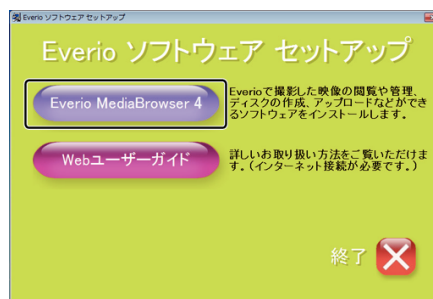 Everio ソフトウェア セットアップ
Everio ソフトウェア セットアップ
Everio MediaBrowser 4
Everioで撮影した映像の閲覧や管理、
ディスクの作成、アップロードなどができ
るソフトウェアをインストールします。
Webユーザーガイド
詳しいお取り扱い方法をご覧いただけま
す。(インターネット接続が必要です。)
終了